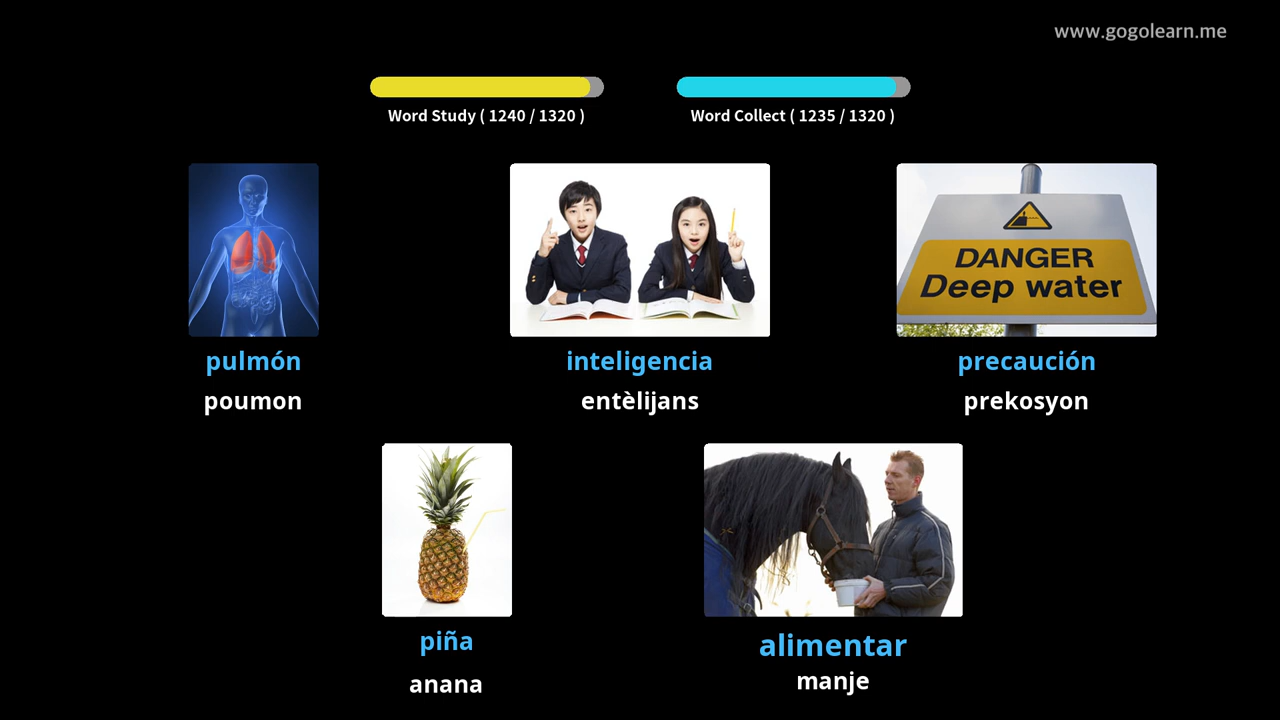 www.gogolearn.me
Word Study ( 1240 / 1320 )
Word Collect ( 1235 / 1320 )
DANGER
Deep water
pulmón
inteligencia
precaución
poumon
entèlijans
prekosyon
piña
alimentar
anana
manje